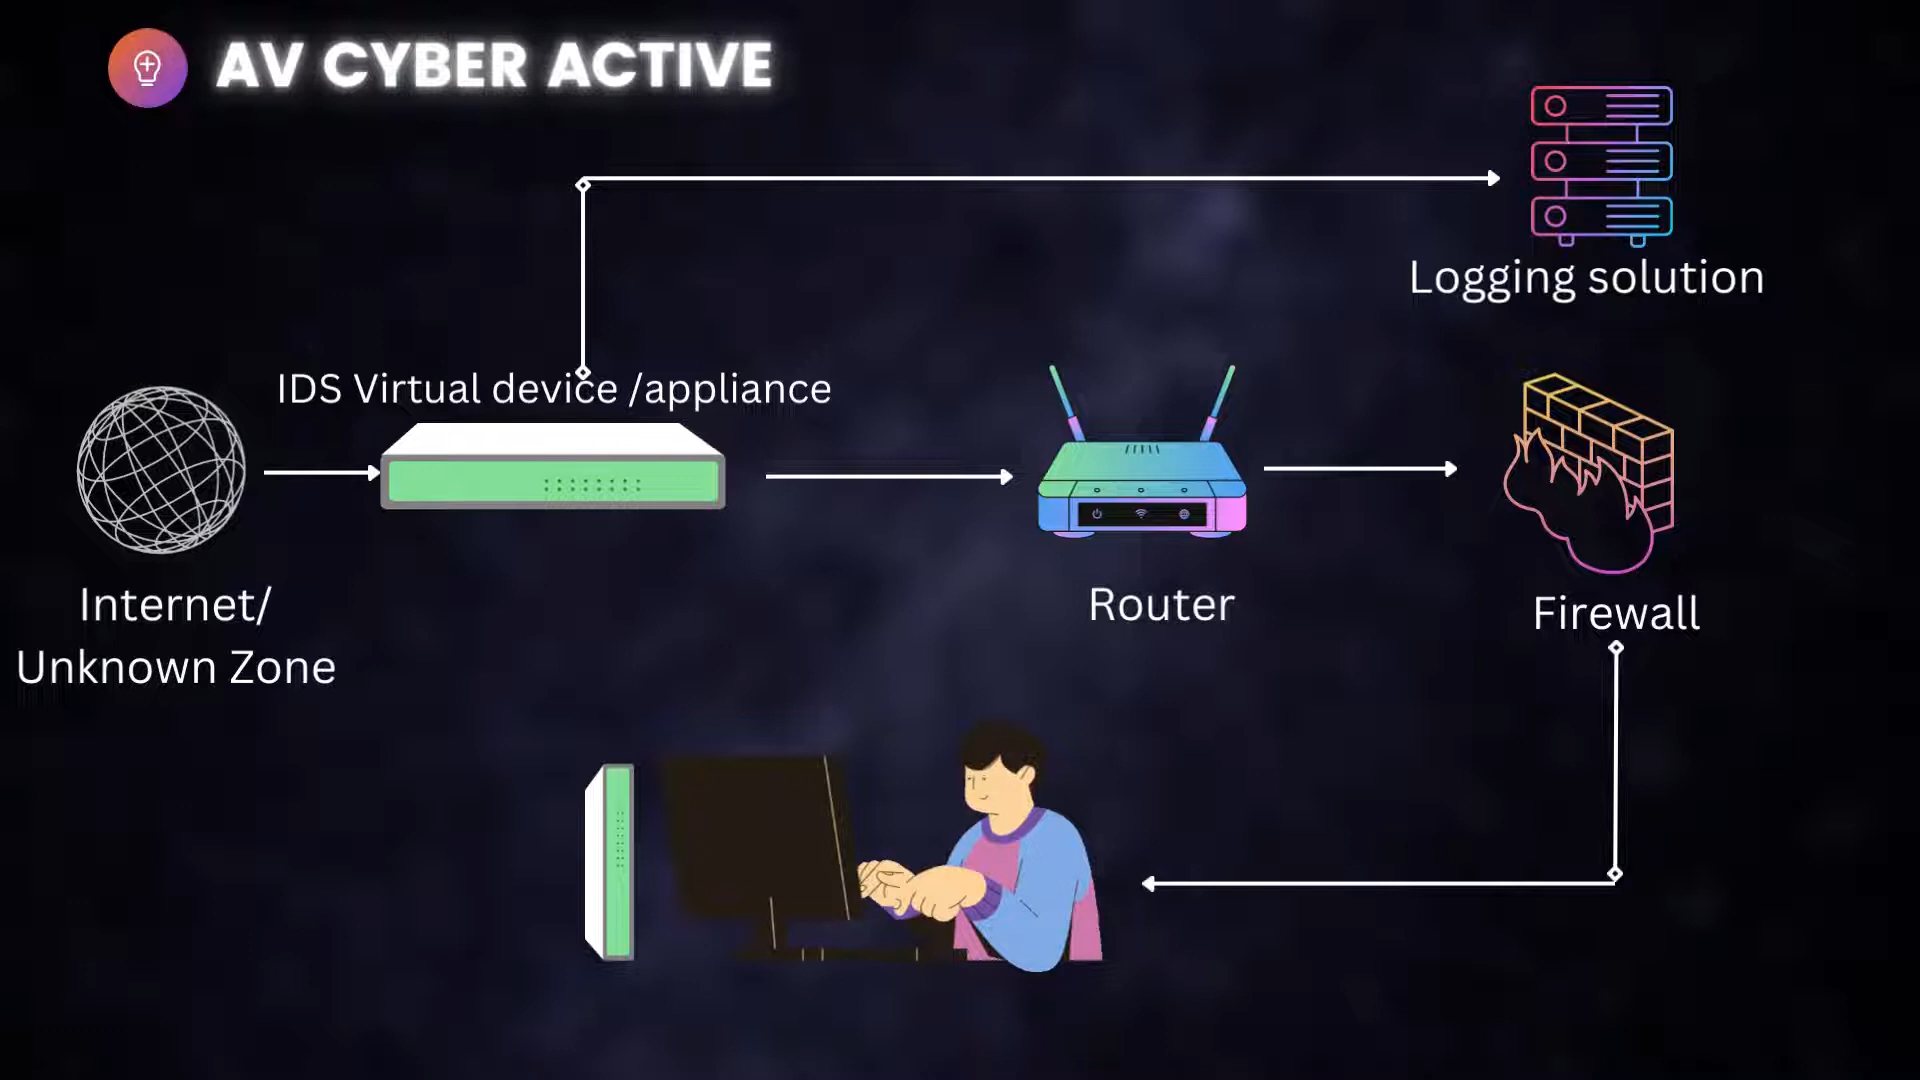 AV CYBER ACTIVE
Logging solution
IDS Virtual device /appliance
Internet/
Unknown Zone
Router
Firewall